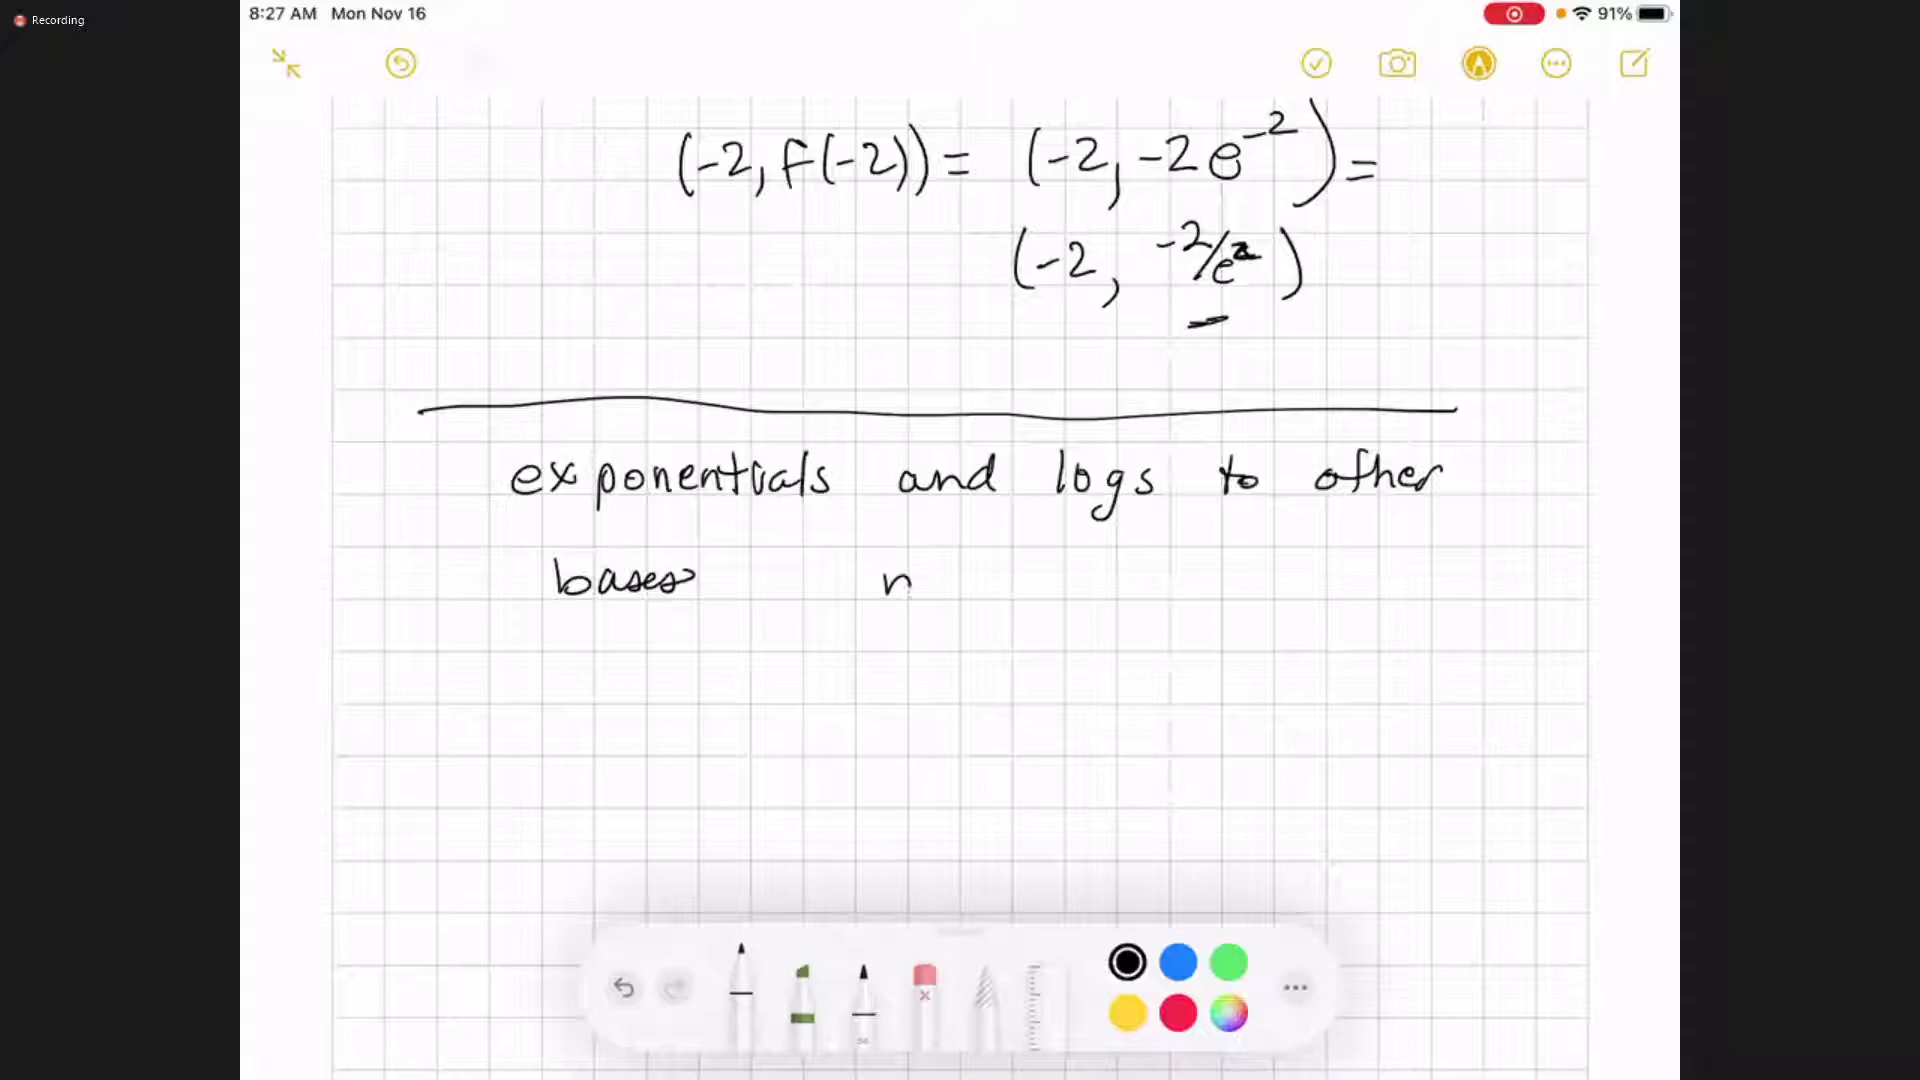 Recording
8:27 AM Mon Nov 16
91%
(-2, f(-2)) = (-2, -2e⁻²) =
(-2, -2/e²)
exponentials and logs to other
bases n